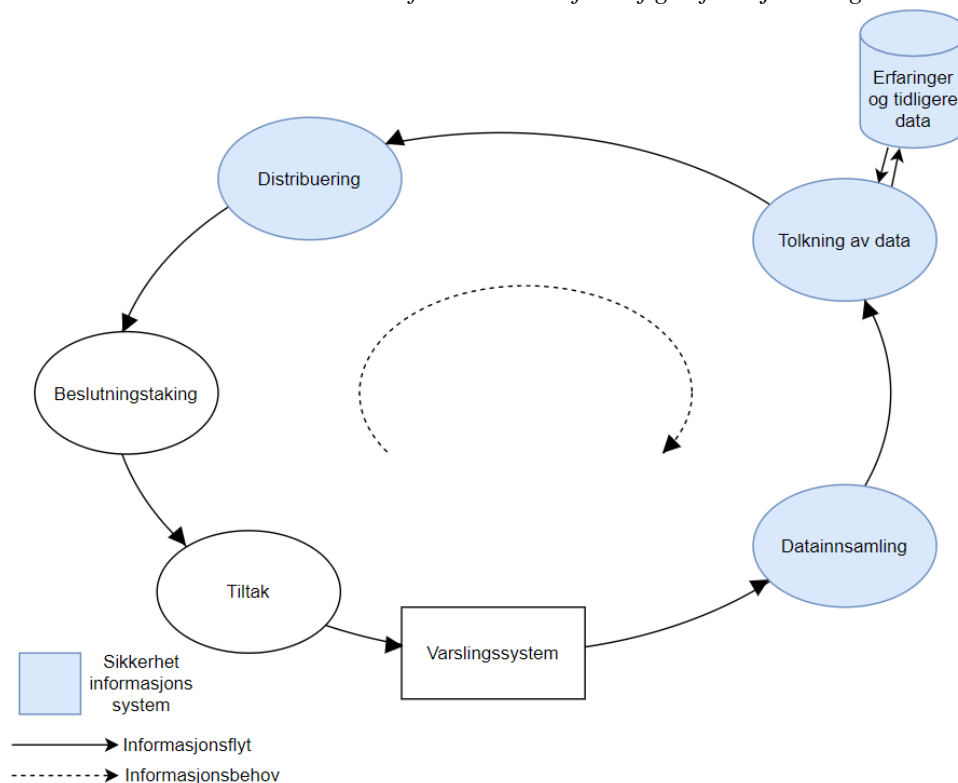 Erfaringer
og tidligere
data
Distribuering
Tolkning av data
Beslutningstaking
Datainnsamling
Tiltak
Varslingssystem
Sikkerhet
informasjons
system
Informasjonsflyt
Informasjonsbehov